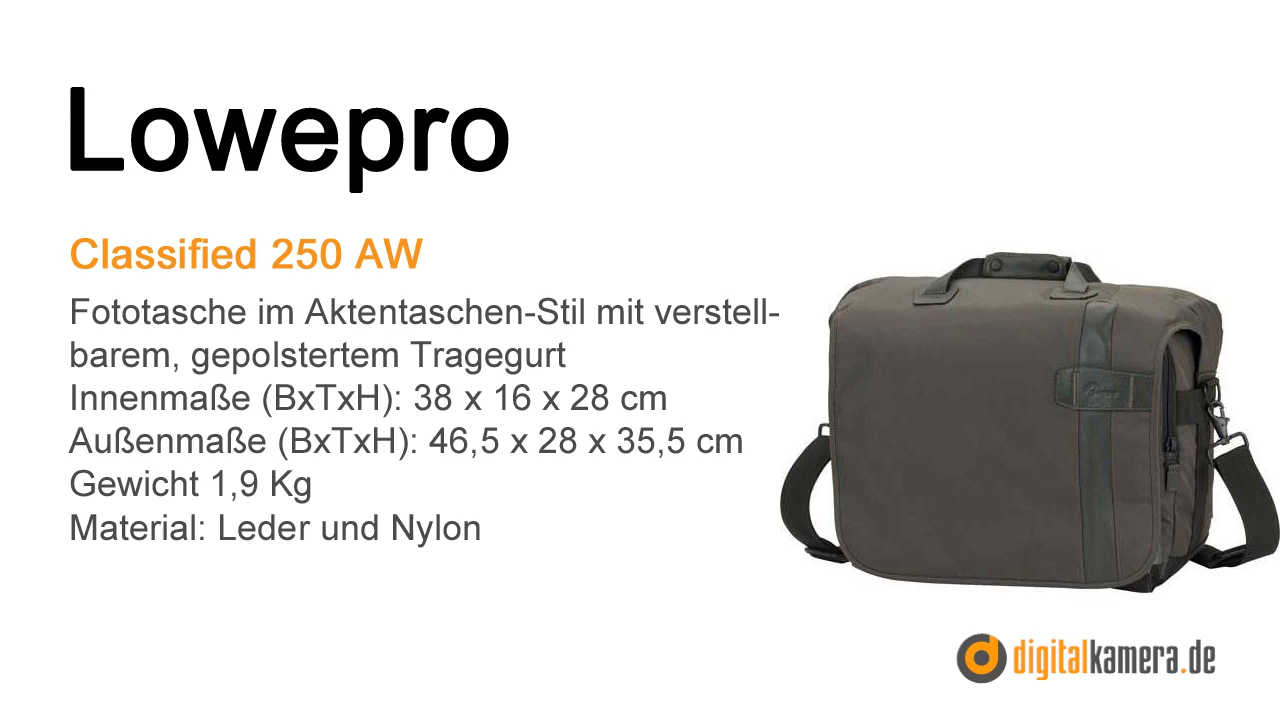 Lowepro
Classified 250 AW
Fototasche im Aktentaschen-Stil mit verstell-
barem, gepolstertem Tragegurt
Innenmaße (BxTxH): 38 x 16 x 28 cm
Außenmaße (BxTxH): 46,5 x 28 x 35,5 cm
Gewicht 1,9 Kg
Material: Leder und Nylon
digitalkamera.de